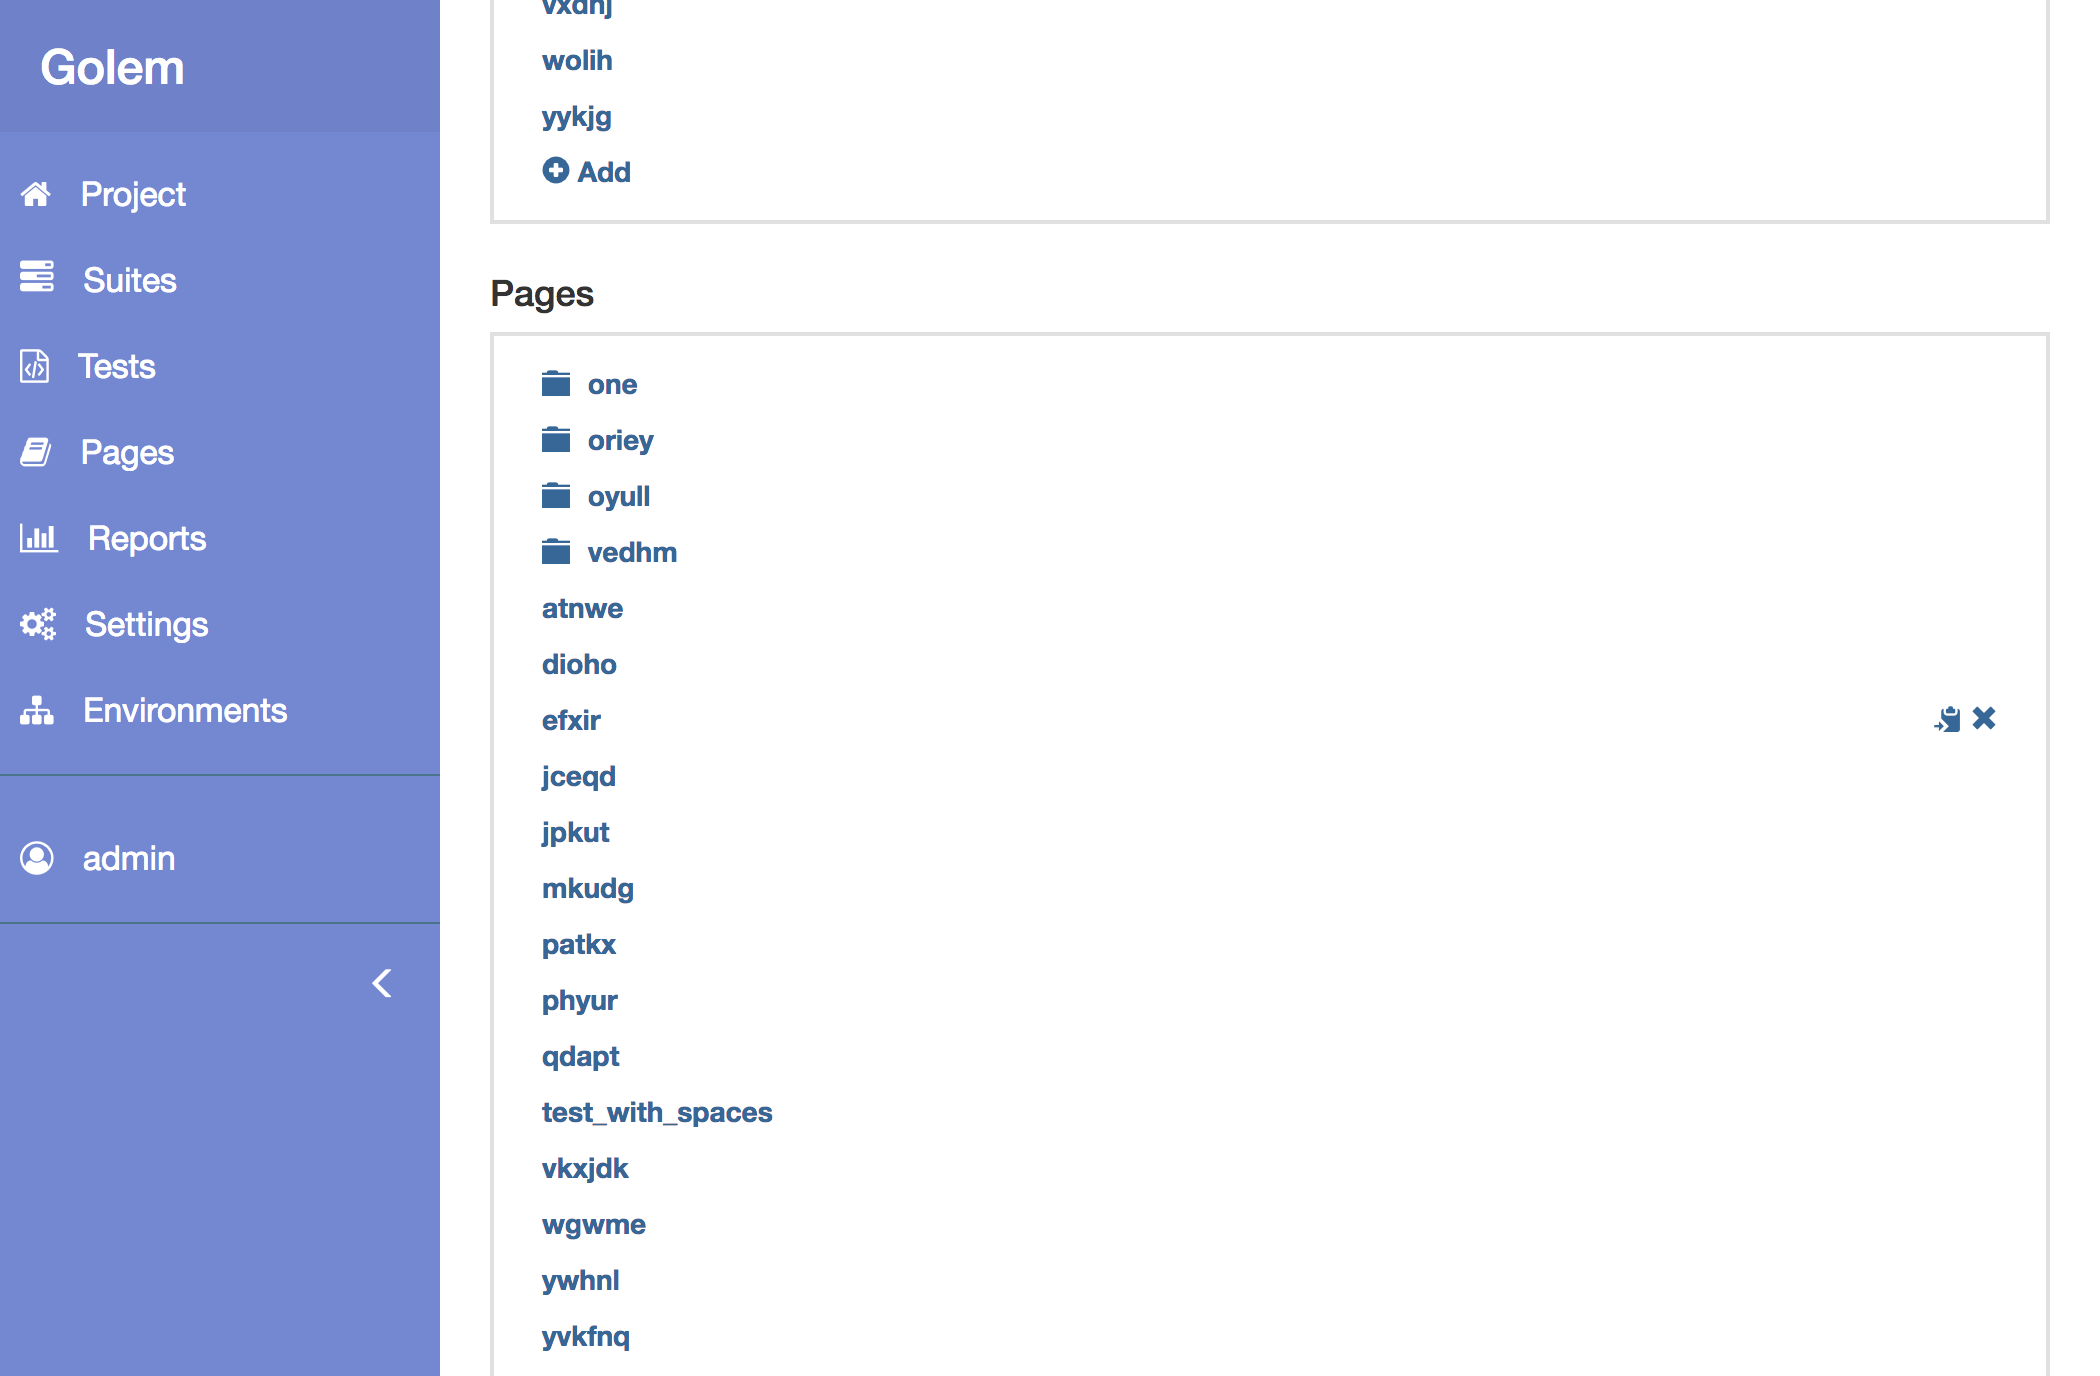 Golem
Project
Suites
Tests
Pages
Reports
Settings
Environments
admin
vxdhj
wolih
yykjg
Add
Pages
one
oriey
oyull
vedhm
atnwe
dioho
efxir
jceqd
jpkut
mkudg
patkx
phyur
qdapt
test_with_spaces
vkxjdk
wgwme
ywhnl
yvkfnq